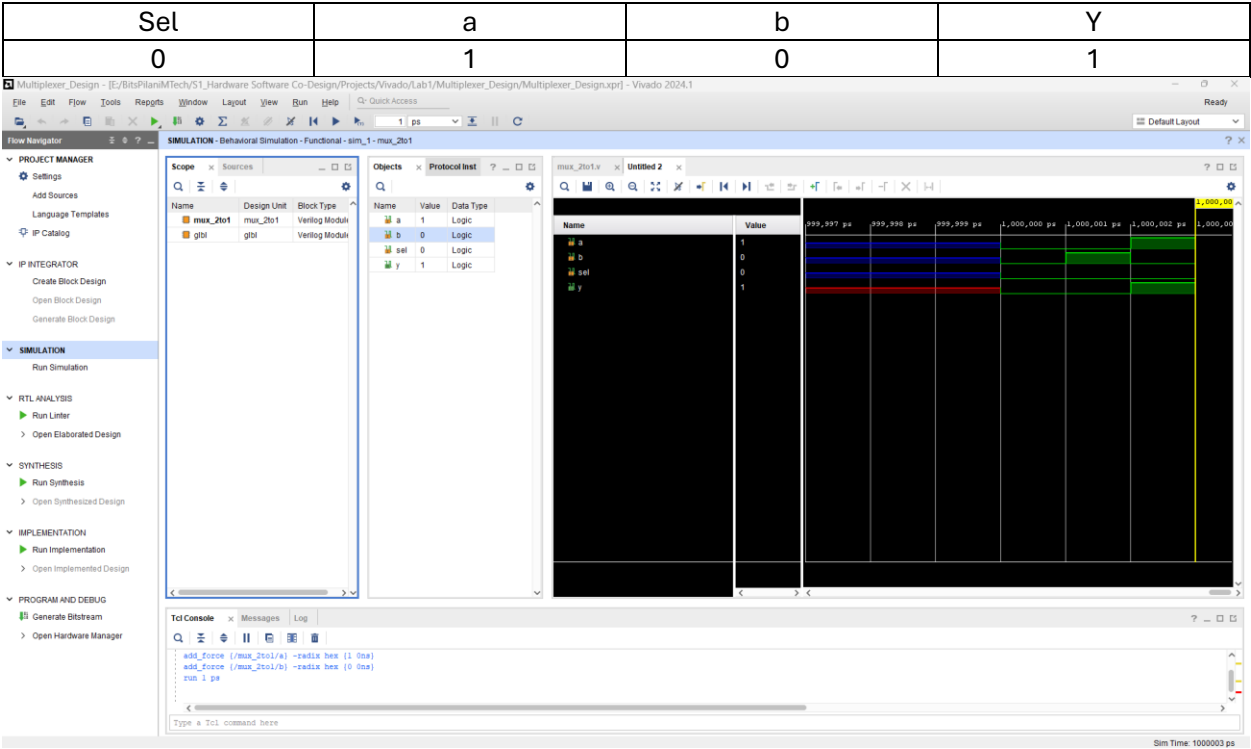 Sel a b Y
0 1 0 1
Multiplexer_Design - [E:/BitsPilaniMTech/S1_Hardware Software Co-Design/Projects/Vivado/Lab1/Multiplexer_Design/Multiplexer_Design.xpr] - Vivado 2024.1
File Edit Flow Tools Reports Window Layout View Run Help Quick Access Ready
1 ps Default Layout
Flow Navigator SIMULATION - Behavioral Simulation - Functional - sim_1 - mux_2to1
PROJECT MANAGER
Settings
Add Sources
Language Templates
IP Catalog
IP INTEGRATOR
Create Block Design
Open Block Design
Generate Block Design
SIMULATION
Run Simulation
RTL ANALYSIS
Run Linter
Open Elaborated Design
SYNTHESIS
Run Synthesis
Open Synthesized Design
IMPLEMENTATION
Run Implementation
Open Implemented Design
PROGRAM AND DEBUG
Generate Bitstream
Open Hardware Manager
Scope Sources
Name Design Unit Block Type
mux_2to1 mux_2to1 Verilog Module
glbl glbl Verilog Module
Objects Protocol Inst
Name Value Data Type
a 1 Logic
b 0 Logic
sel 0 Logic
y 1 Logic
mux_2to1.v Untitled 2
1,000,00
Name Value 999,997 ps 999,998 ps 999,999 ps 1,000,000 ps 1,000,001 ps 1,000,002 ps 1,000,00
a 1
b 0
sel 0
y 1
Tcl Console Messages Log
add_force {/mux_2to1/a} -radix hex {1 0ns}
add_force {/mux_2to1/b} -radix hex {0 0ns}
run 1 ps
Type a Tcl command here
Sim Time: 1000003 ps